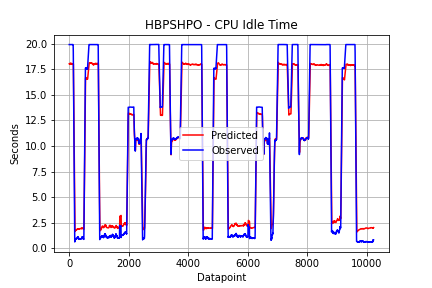 HBPSHPO - CPU Idle Time
20.0
17.5
15.0
12.5
10.0
7.5
5.0
2.5
0.0
Seconds
Predicted
Observed
0 2000 4000 6000 8000 10000
Datapoint